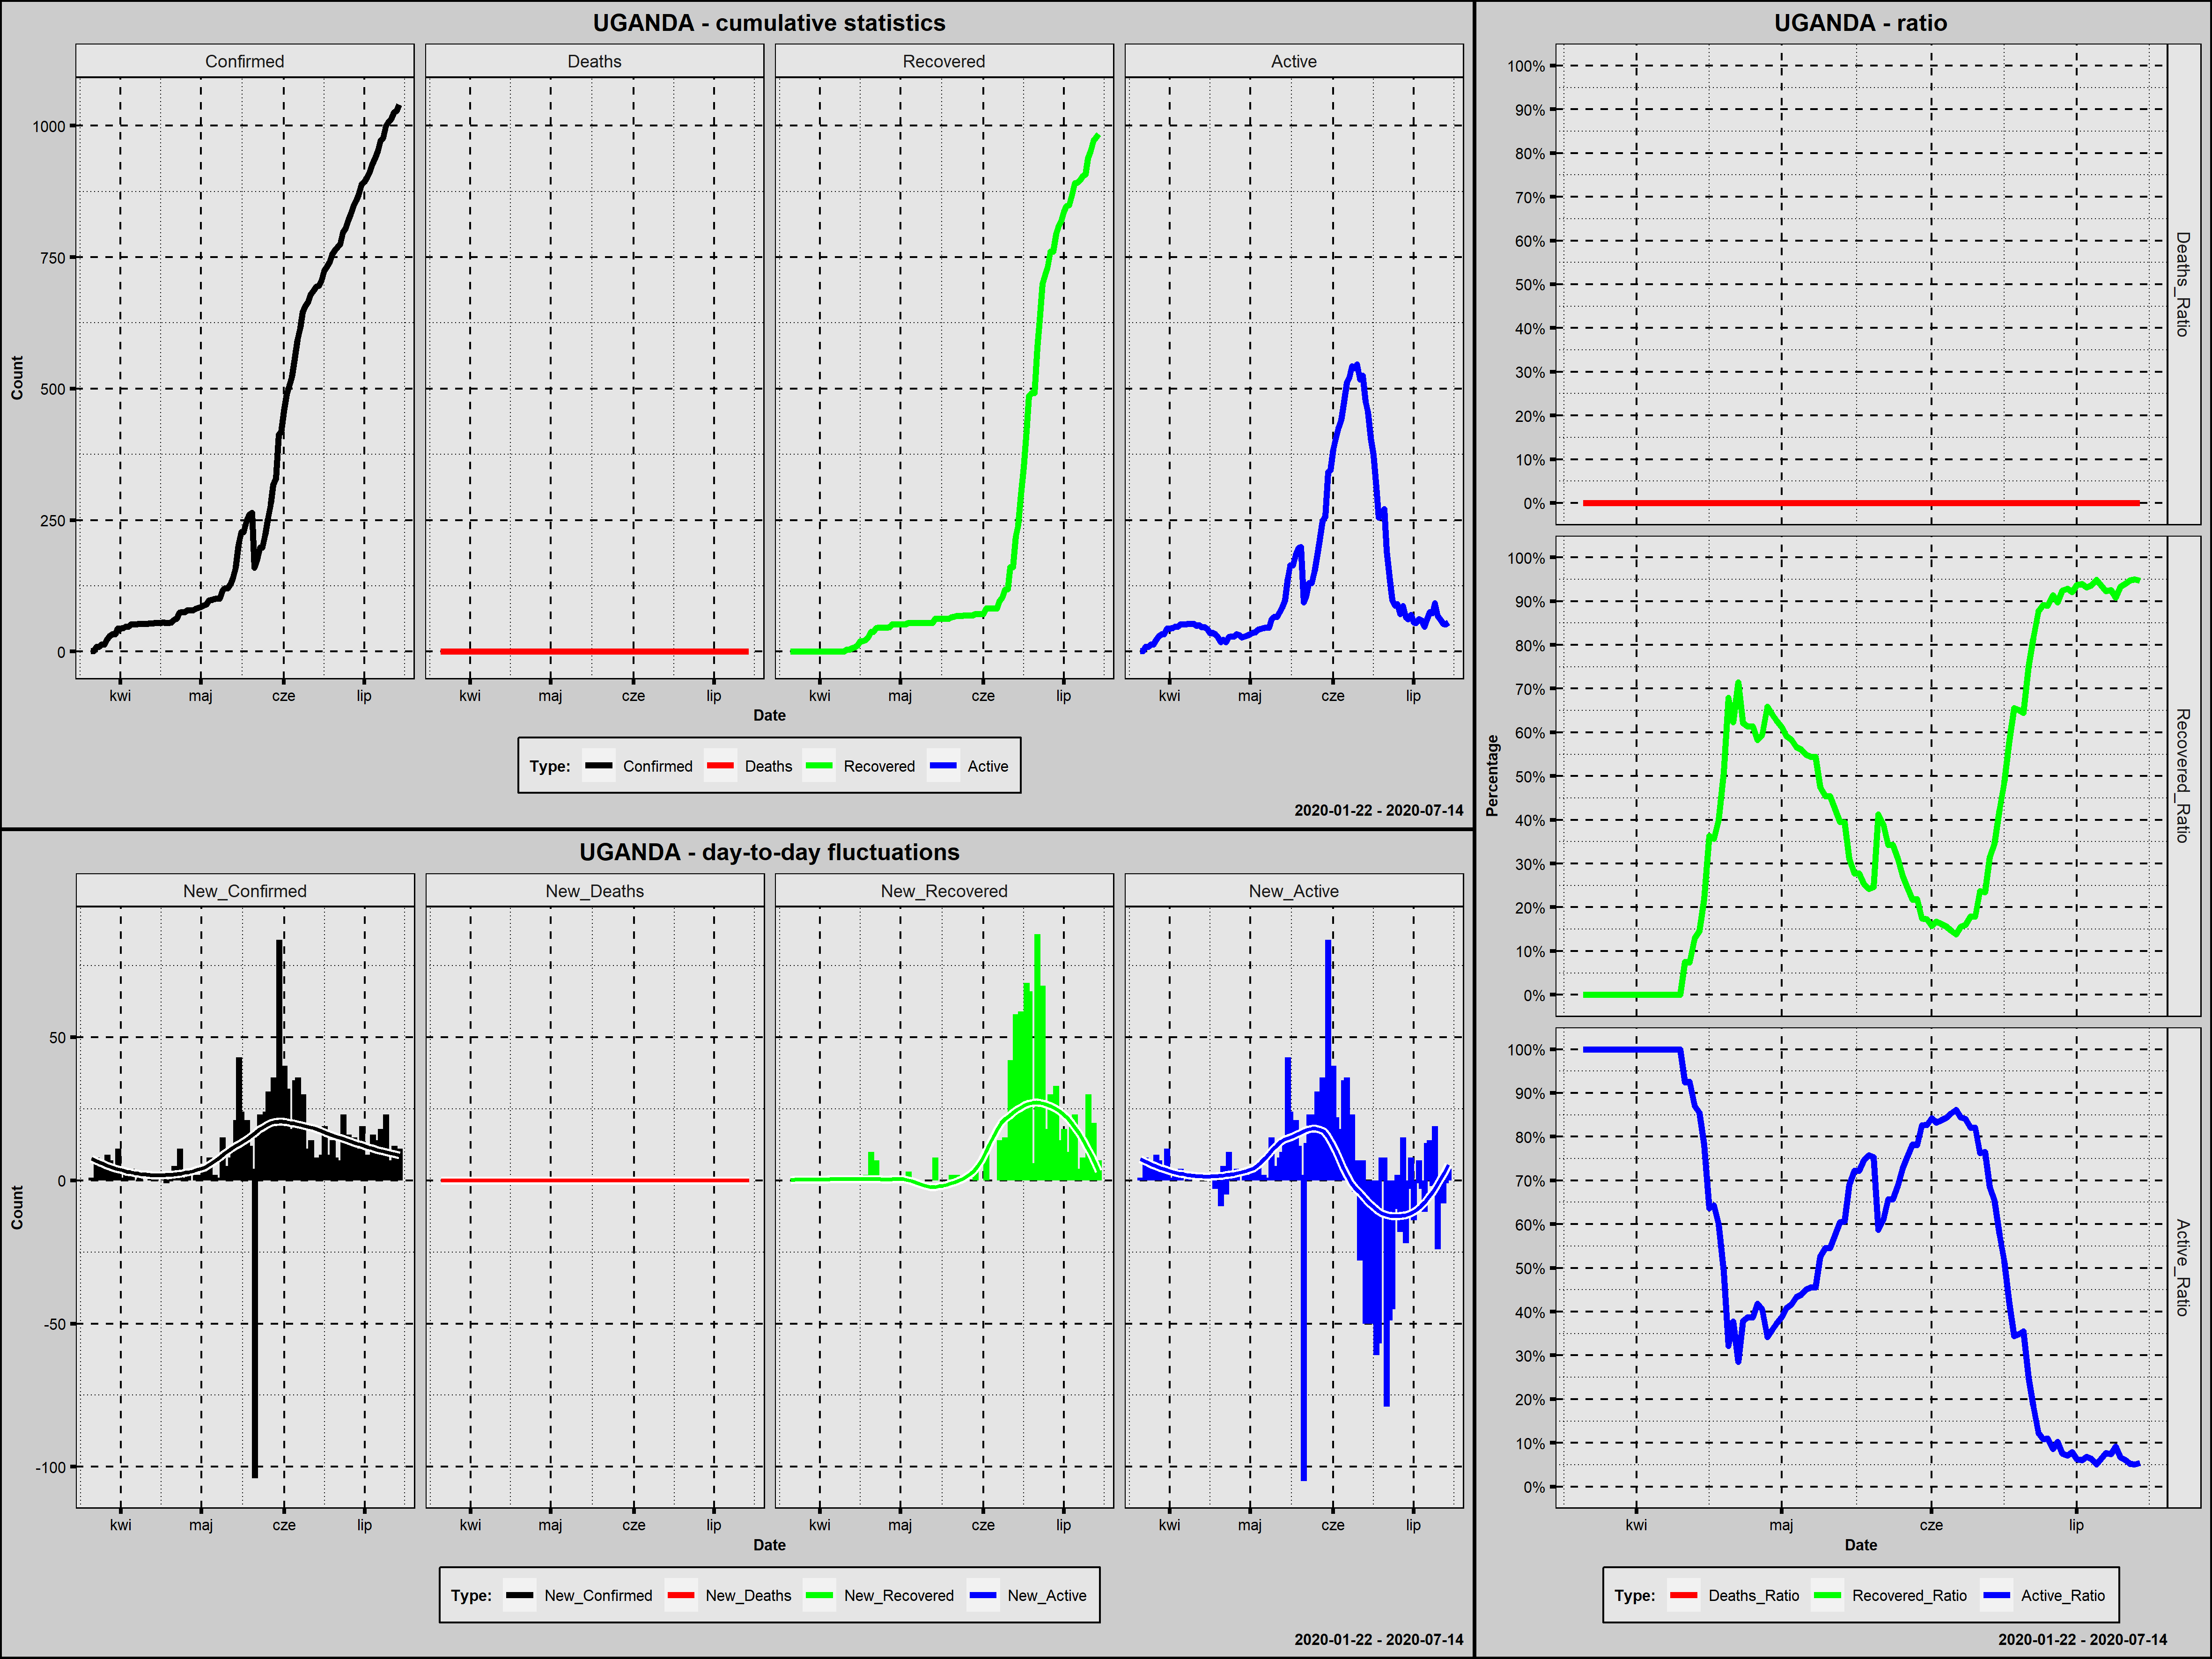 UGANDA - cumulative statistics
Confirmed Deaths Recovered Active
Count
1000
750
500
250
0
kwi maj cze lip kwi maj cze lip kwi maj cze lip kwi maj cze lip
Date
Type: Confirmed Deaths Recovered Active
2020-01-22 - 2020-07-14
UGANDA - day-to-day fluctuations
New_Confirmed New_Deaths New_Recovered New_Active
Count
50
0
-50
-100
kwi maj cze lip kwi maj cze lip kwi maj cze lip kwi maj cze lip
Date
Type: New_Confirmed New_Deaths New_Recovered New_Active
2020-01-22 - 2020-07-14
UGANDA - ratio
Percentage
100%
90%
80%
70%
60%
50%
40%
30%
20%
10%
0%
Deaths_Ratio
100%
90%
80%
70%
60%
50%
40%
30%
20%
10%
0%
Recovered_Ratio
100%
90%
80%
70%
60%
50%
40%
30%
20%
10%
0%
Active_Ratio
kwi maj cze lip
Date
Type: Deaths_Ratio Recovered_Ratio Active_Ratio
2020-01-22 - 2020-07-14